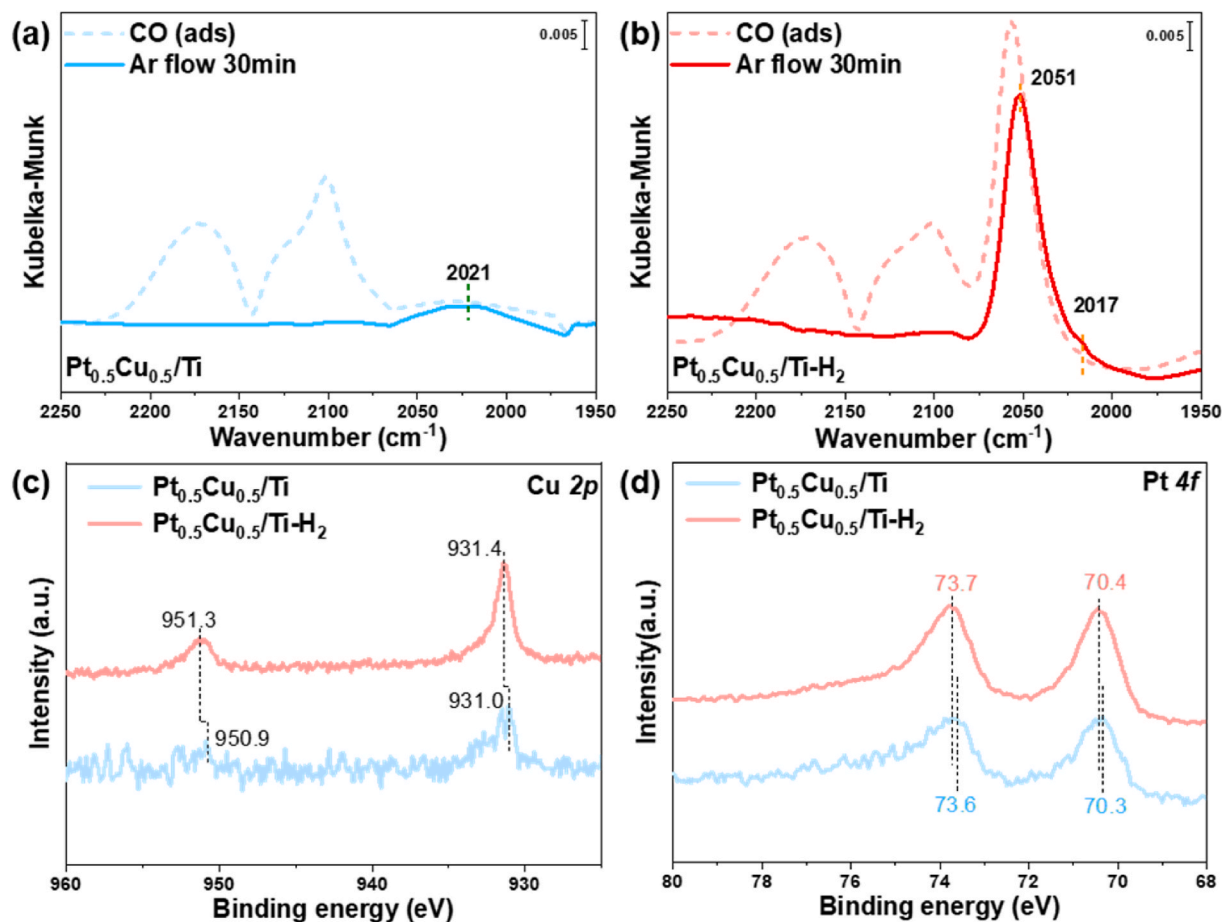 (a)
CO (ads)
Ar flow 30min
0.005
2021
Pt0.5Cu0.5/Ti
Kubelka-Munk
2250 2200 2150 2100 2050 2000 1950
Wavenumber (cm-1)
(b)
CO (ads)
Ar flow 30min
0.005
2051
2017
Pt0.5Cu0.5/Ti-H2
Kubelka-Munk
2250 2200 2150 2100 2050 2000 1950
Wavenumber (cm-1)
(c)
Pt0.5Cu0.5/Ti
Pt0.5Cu0.5/Ti-H2
Cu 2p
931.4
951.3
931.0
950.9
Intensity (a.u.)
960 950 940 930
Binding energy (eV)
(d)
Pt0.5Cu0.5/Ti
Pt0.5Cu0.5/Ti-H2
Pt 4f
73.7 70.4
73.6 70.3
Intensity(a.u.)
80 78 76 74 72 70 68
Binding energy (eV)